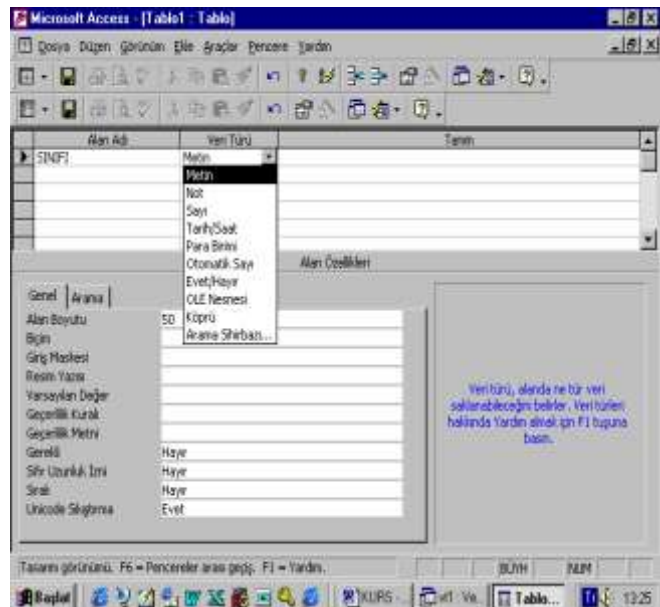 Microsoft Access - [Tablo1 : Tablo]
Dosya Düzen Görünüm Ekle Araçlar Pencere Yardım
Alan Adı Veri Türü Tanım
SINIFI Metin
Metin
Not
Sayı
Tarih/Saat
Para Birimi
Otomatik Sayı
Evet/Hayır
OLE Nesnesi
Köprü
Arama Sihirbazı...
Alan Özellikleri
Genel Arama
Alan Boyutu 50
Biçim
Giriş Maskesi
Resim Yazısı
Varsayılan Değer
Geçerlilik Kuralı
Geçerlilik Metni
Gerekli Hayır
Sıfır Uzunluk İzni Hayır
Sıralı Hayır
Unicode Sıkıştırma Evet
Veri türü, alanda ne tür veri
saklanabileceğini belirler. Veri türleri
hakkında Yardım almak için F1 tuşuna
basın.
Tasarım görünümü. F6 = Pencereler arası geçiş. F1 = Yardım. BÜYH NUM
Başlat KURS - vt1 : Ve... Tablo... 13:25